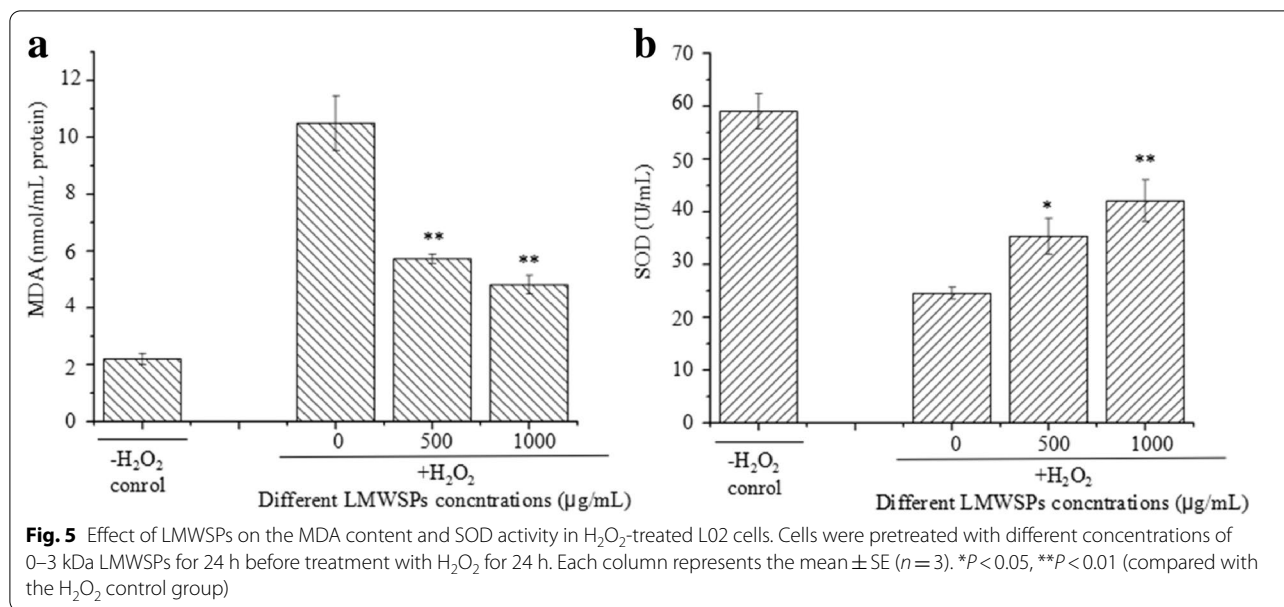 a
MDA (nmol/mL protein)
12
10
8
6
4
2
0
**
**
0
500
1000
-H₂O₂
conrol
+H₂O₂
Different LMWSPs concntrations (μg/mL)
b
SOD (U/mL)
70
60
50
40
30
20
10
0
*
**
0
500
1000
-H₂O₂
conrol
+H₂O₂
Different LMWSPs concntrations (μg/mL)
Fig. 5 Effect of LMWSPs on the MDA content and SOD activity in H₂O₂-treated L02 cells. Cells were pretreated with different concentrations of
0–3 kDa LMWSPs for 24 h before treatment with H₂O₂ for 24 h. Each column represents the mean ± SE (n = 3). *P < 0.05, **P < 0.01 (compared with
the H₂O₂ control group)